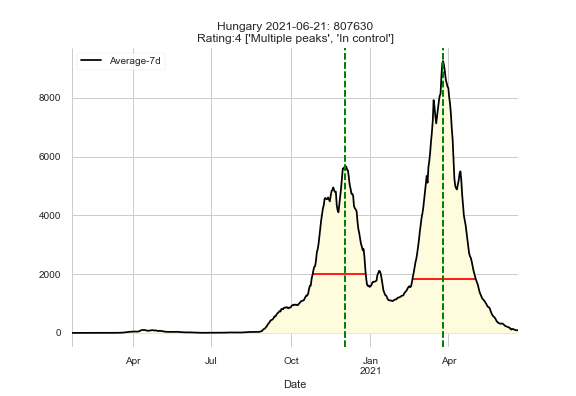 Hungary 2021-06-21: 807630
Rating:4 ['Multiple peaks', 'In control']
Average-7d
8000
6000
4000
2000
0
Apr
Jul
Oct
Jan
2021
Apr
Date